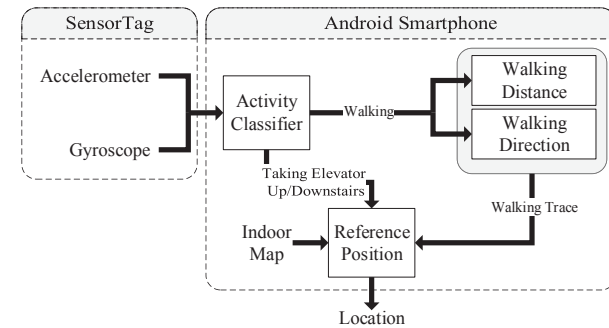 SensorTag
Android Smartphone
Accelerometer
Gyroscope
Activity
Classifier
Walking
Walking
Distance
Walking
Direction
Taking Elevator
Up/Downstairs
Walking Trace
Indoor
Map
Reference
Position
Location